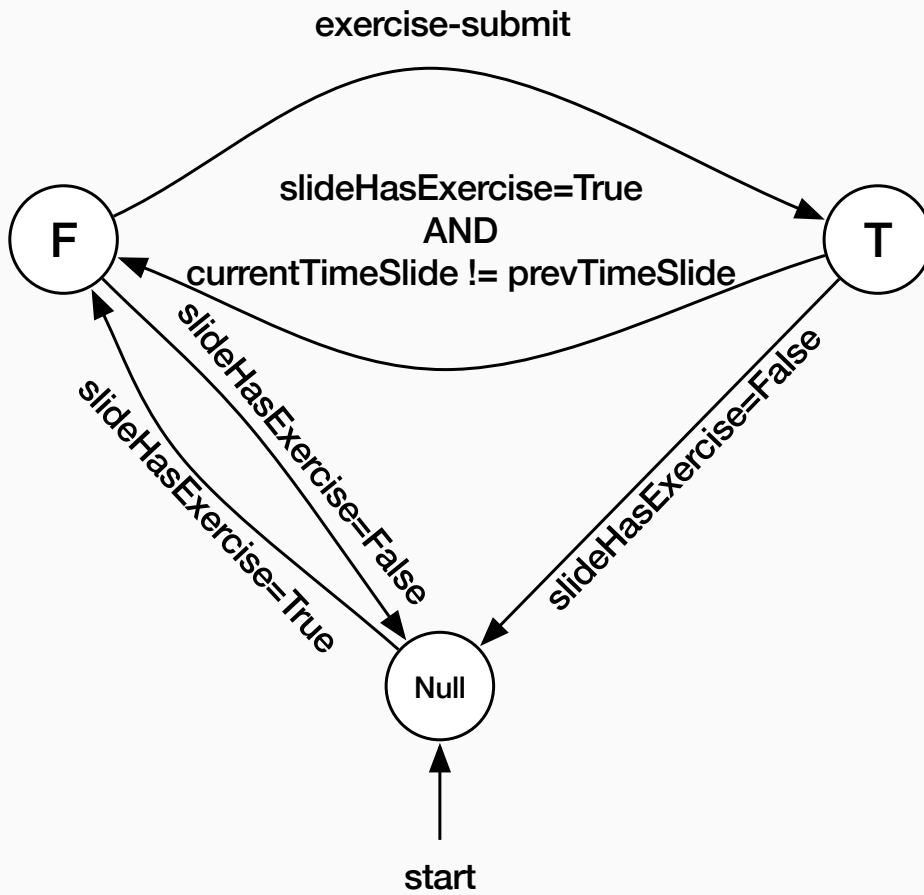 exercise-submit
slideHasExercise=True
AND
currentTimeSlide != prevTimeSlide
F
T
slideHasExercise=False
slideHasExercise=True
slideHasExercise=False
Null
start